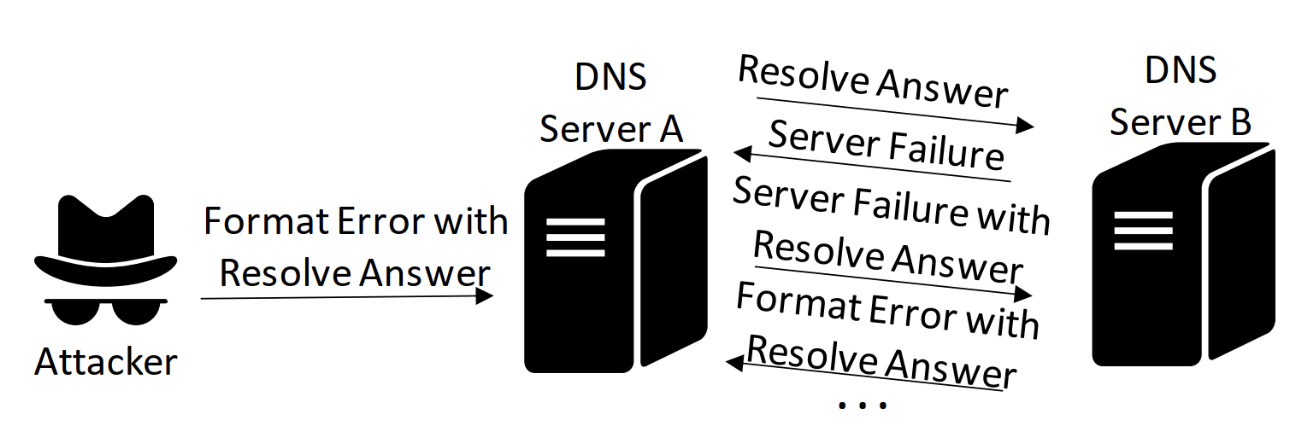 DNS
Server A
DNS
Server B
Resolve Answer
Server Failure
Server Failure with
Resolve Answer
Format Error with
Resolve Answer
...
Format Error with
Resolve Answer
Attacker